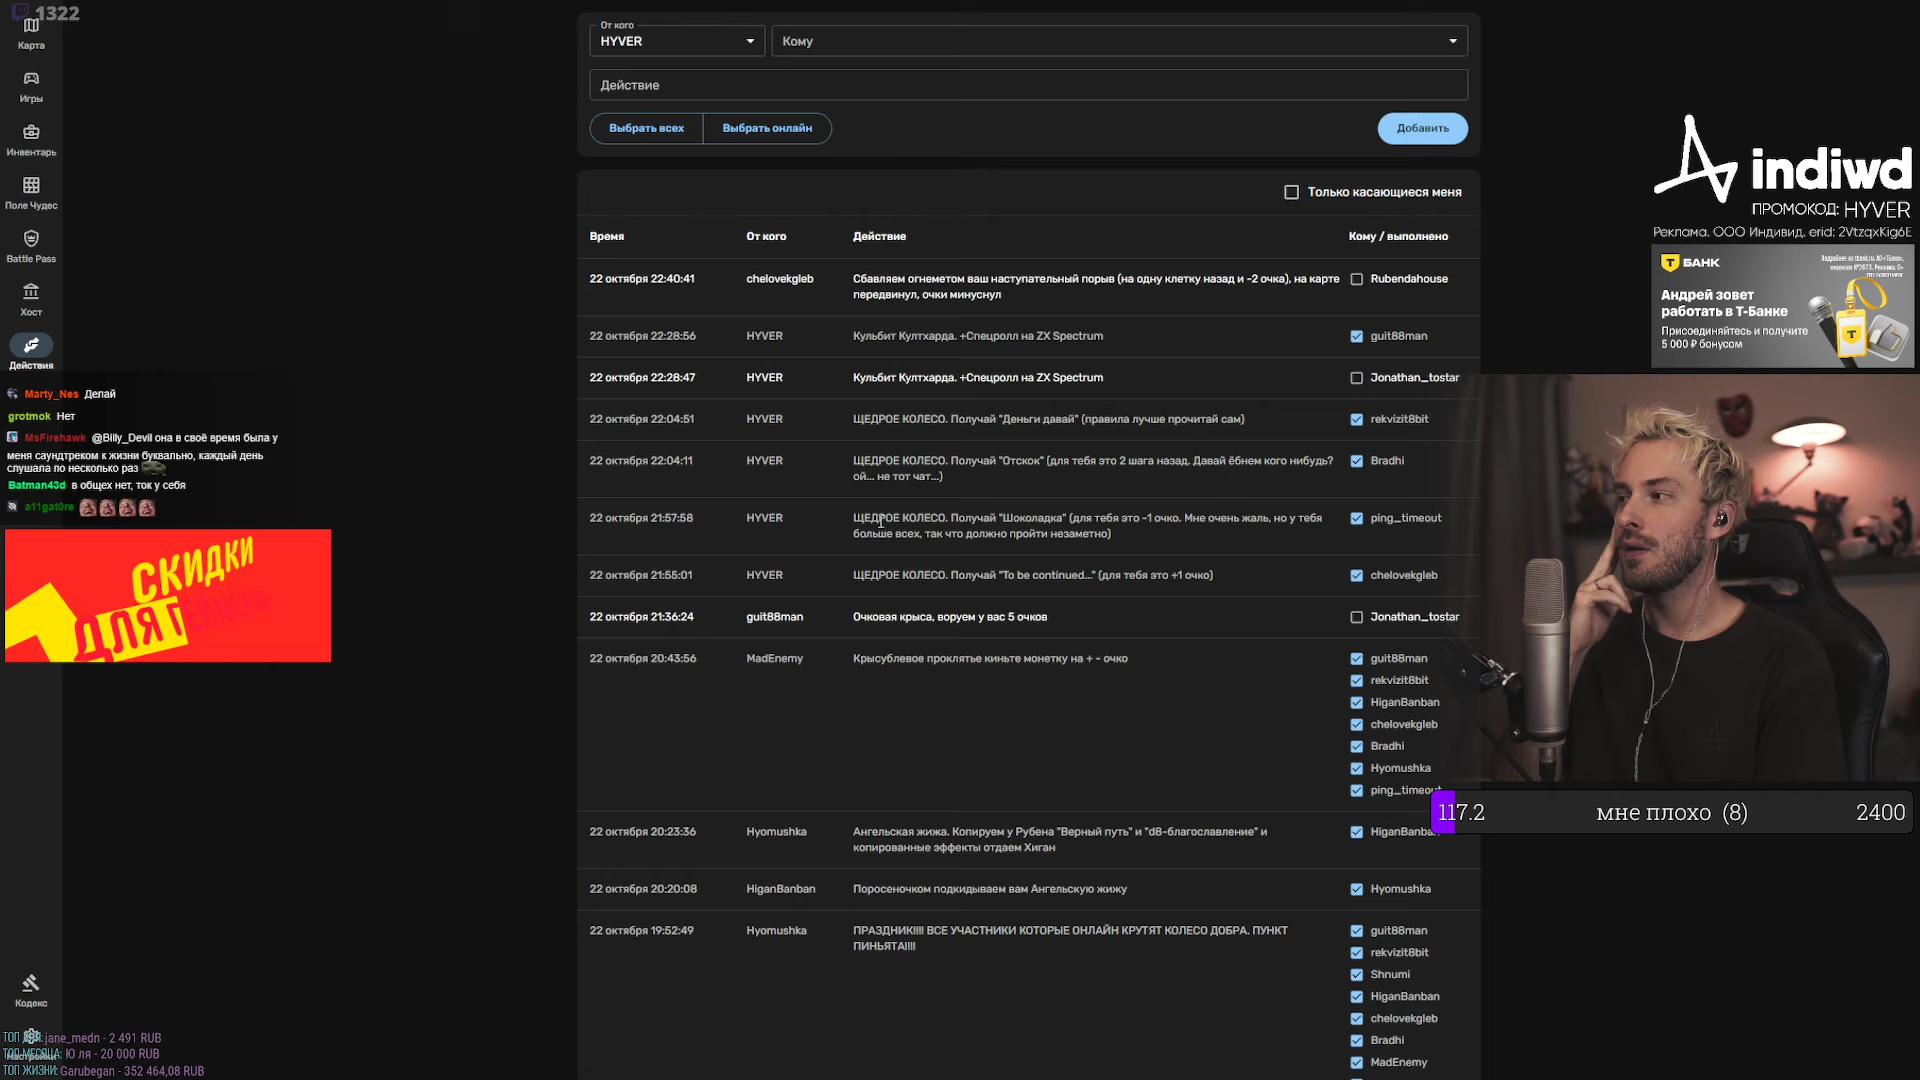 1322
Карта
Игры
Инвентарь
Поле Чудес
Battle Pass
Хост
Действия
Marty_Nes Делай
grotmok Нет
MsFirehawk @Billy_Devil она в своё время была у
меня саундтреком к жизни буквально, каждый день
слушала по несколько раз
Batman43d в общех нет, ток у себя
a11gat0re
СКИДКИ
ДЛЯ
Кодекс
Настройки
ТОП ДНЯ: jane_medn - 2 491 RUB
ТОП МЕСЯЦА: Ю ля - 20 000 RUB
ТОП ЖИЗНИ: Garubegan - 352 464,08 RUB
От кого
HYVER
Кому
Действие
Выбрать всех
Выбрать онлайн
Добавить
Только касающиеся меня
Время От кого Действие Кому / выполнено
22 октября 22:40:41 chelovekgleb Сбавляем огнеметом ваш наступательный порыв (на одну клетку назад и -2 очка), на карте Rubendahouse
передвинул, очки минуснул
22 октября 22:28:56 HYVER Кульбит Култхарда. +Спецролл на ZX Spectrum guit88man
22 октября 22:28:47 HYVER Кульбит Култхарда. +Спецролл на ZX Spectrum Jonathan_tostar
22 октября 22:04:51 HYVER ЩЕДРОЕ КОЛЕСО. Получай "Деньги давай" (правила лучше прочитай сам) rekvizit8bit
22 октября 22:04:11 HYVER ЩЕДРОЕ КОЛЕСО. Получай "Отскок" (для тебя это 2 шага назад. Давай ёбнем кого нибудь? Bradhi
ой... не тот чат...)
22 октября 21:57:58 HYVER ЩЕДРОЕ КОЛЕСО. Получай "Шоколадка" (для тебя это -1 очко. Мне очень жаль, но у тебя ping_timeout
больше всех, так что должно пройти незаметно)
22 октября 21:55:01 HYVER ЩЕДРОЕ КОЛЕСО. Получай "To be continued..." (для тебя это +1 очко) chelovekgleb
22 октября 21:36:24 guit88man Очковая крыса, воруем у вас 5 очков Jonathan_tostar
22 октября 20:43:56 MadEnemy Крысублевое проклятье киньте монетку на + - очко guit88man
rekvizit8bit
HiganBanban
chelovekgleb
Bradhi
Hyomushka
ping_timeout
22 октября 20:23:36 Hyomushka Ангельская жижа. Копируем у Рубена "Верный путь" и "d8-благославление" и HiganBanba
копированные эффекты отдаем Хиган
22 октября 20:20:08 HiganBanban Поросеночком подкидываем вам Ангельскую жижу Hyomushka
22 октября 19:52:49 Hyomushka ПРАЗДНИК!!!! ВСЕ УЧАСТНИКИ КОТОРЫЕ ОНЛАЙН КРУТЯТ КОЛЕСО ДОБРА. ПУНКТ guit88man
ПИНЬЯТА!!!!
rekvizit8bit
Shnumi
HiganBanban
chelovekgleb
Bradhi
MadEnemy
indiwd
ПРОМОКОД: HYVER
Реклама. ООО Индивид. erid: 2VtzqxKig6E
Т БАНК
Андрей зовет
работать в Т-Банке
Присоединяйтесь и получите
5 000 ₽ бонусом
117.2 мне плохо (8) 2400